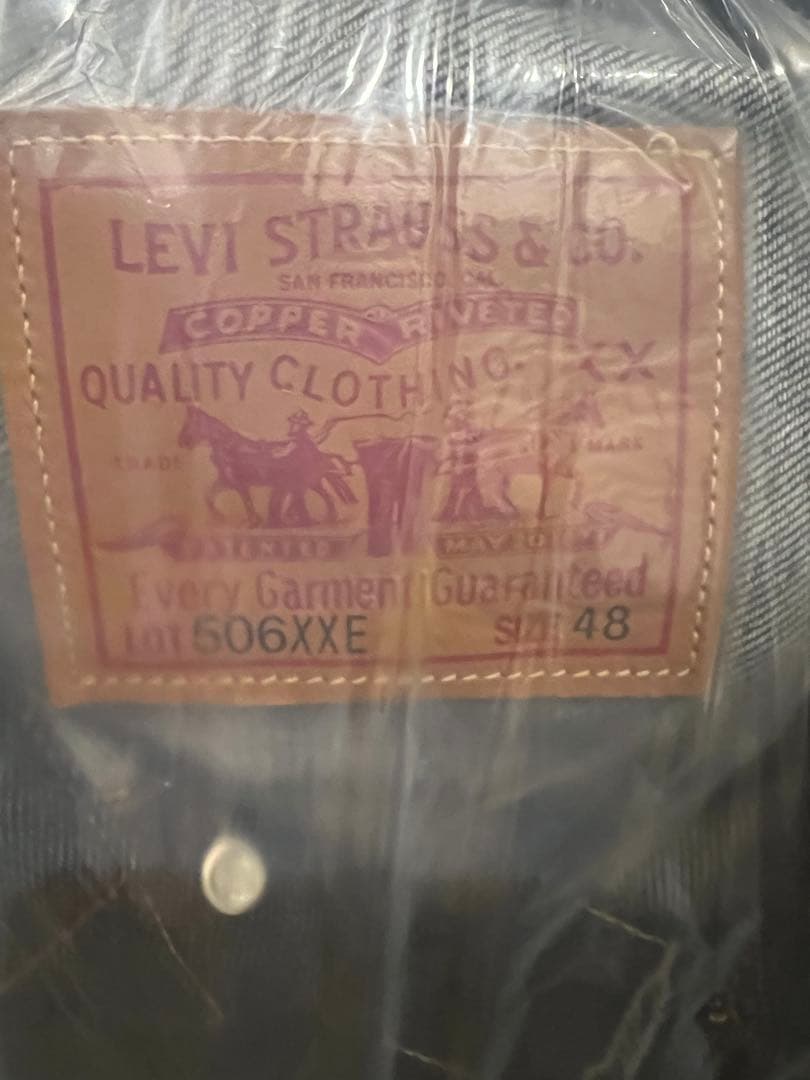 LEVI STRAUSS & CO.
SAN FRANCISCO CAL
COPPER RIVETED
QUALITY CLOTHING XX
TRADE MARK
Every Garment Guaranteed
LOT 506XXE SIZE 48